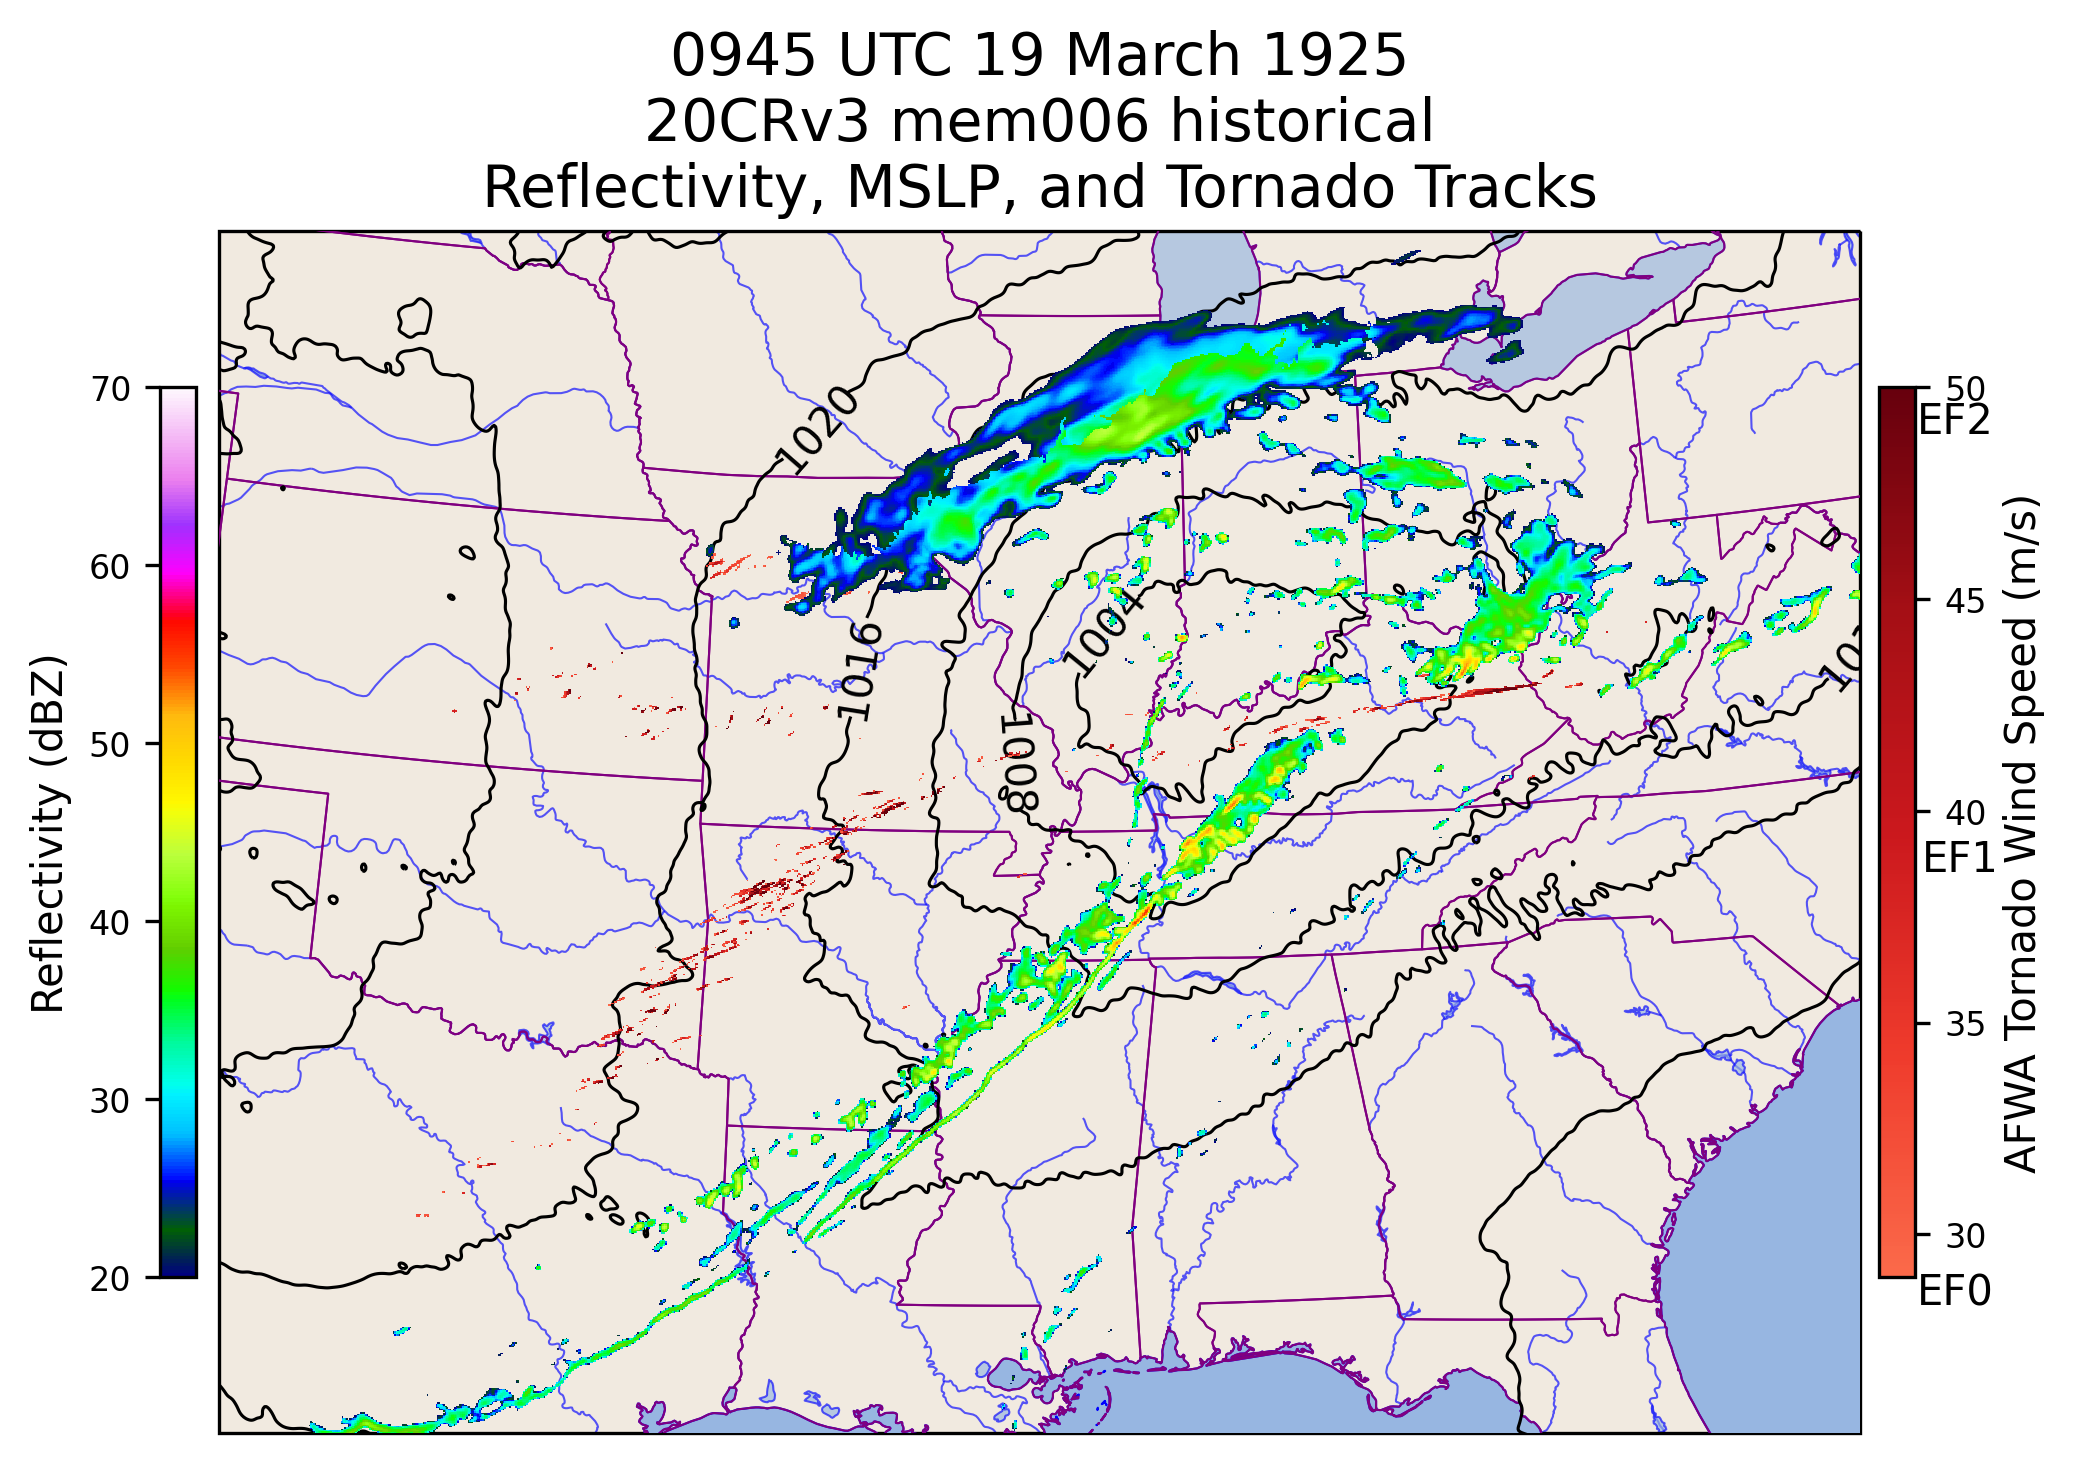 0945 UTC 19 March 1925
20CRv3 mem006 historical
Reflectivity, MSLP, and Tornado Tracks
Reflectivity (dBZ)
70
60
50
40
30
20
1020
1016
1008
1004
50
EF2
45
40
EF1
35
30
EF0
AFWA Tornado Wind Speed (m/s)